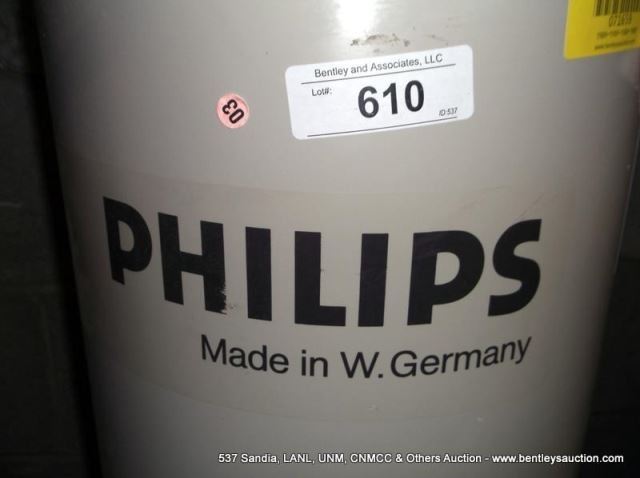 072610
Bentley and Associates, LLC
Lot#:
610
ID:537
03
PHILIPS
Made in W. Germany
537 Sandia, LANL, UNM, CNMCC & Others Auction - www.bentleysauction.com